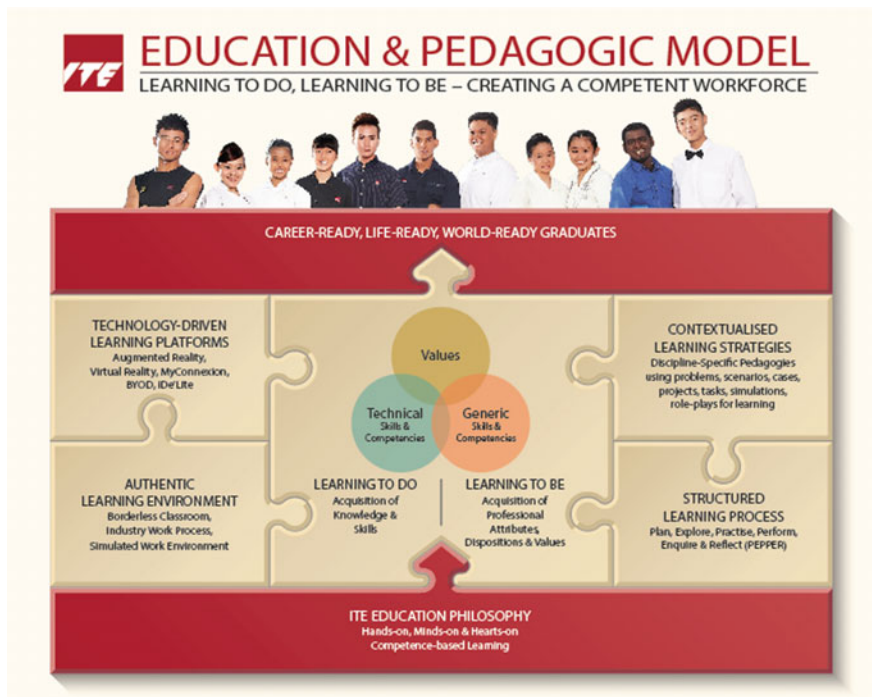 ITE
EDUCATION & PEDAGOGIC MODEL
LEARNING TO DO, LEARNING TO BE – CREATING A COMPETENT WORKFORCE
CAREER-READY, LIFE-READY, WORLD-READY GRADUATES
TECHNOLOGY-DRIVEN
LEARNING PLATFORMS
Augmented Reality,
Virtual Reality, MyConnexion,
BYOD, iDe'Lite
Values
Technical
Skills &
Competencies
Generic
Skills &
Competencies
CONTEXTUALISED
LEARNING STRATEGIES
Discipline-Specific Pedagogies
using problems, scenarios, cases,
projects, tasks, simulations,
role-plays for learning
AUTHENTIC
LEARNING ENVIRONMENT
Borderless Classroom,
Industry Work Process,
Simulated Work Environment
LEARNING TO DO
Acquisition of
Knowledge &
Skills
LEARNING TO BE
Acquisition of
Professional
Attributes,
Dispositions & Values
STRUCTURED
LEARNING PROCESS
Plan, Explore, Practise, Perform,
Enquire & Reflect (PEPPER)
ITE EDUCATION PHILOSOPHY
Hands-on, Minds-on & Hearts-on
Competence-based Learning